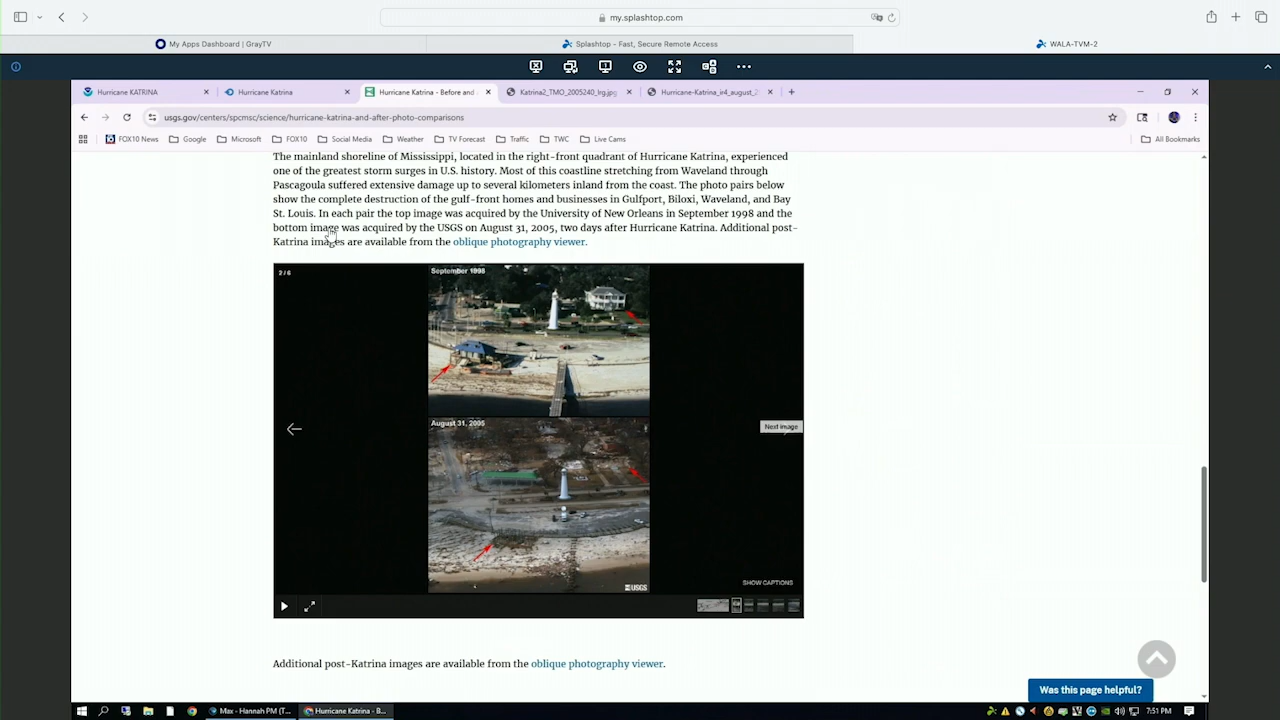 my.splashtop.com
My Apps Dashboard | GrayTV
Splashtop - Fast, Secure Remote Access
WALA-TVM-2
Hurricane KATRINA
Hurricane Katrina
Hurricane Katrina - Before and
Katrina2_TMO_2005240_lrg.jpg
Hurricane-Katrina_ir4_august_2
usgs.gov/centers/spcmsc/science/hurricane-katrina-and-after-photo-comparisons
FOX10 News
Google
Microsoft
FOX10
Social Media
Weather
TV Forecast
Traffic
TWC
Live Cams
All Bookmarks
The mainland shoreline of Mississippi, located in the right-front quadrant of Hurricane Katrina, experienced
one of the greatest storm surges in U.S. history. Most of this coastline stretching from Waveland through
Pascagoula suffered extensive damage up to several kilometers inland from the coast. The photo pairs below
show the complete destruction of the gulf-front homes and businesses in Gulfport, Biloxi, Waveland, and Bay
St. Louis. In each pair the top image was acquired by the University of New Orleans in September 1998 and the
bottom image was acquired by the USGS on August 31, 2005, two days after Hurricane Katrina. Additional post-
Katrina images are available from the oblique photography viewer.
2 / 6
September 1998
August 31, 2005
Next image
USGS
SHOW CAPTIONS
Additional post-Katrina images are available from the oblique photography viewer.
Was this page helpful?
Max - Hannah PM (T...
Hurricane Katrina - B...
7:51 PM